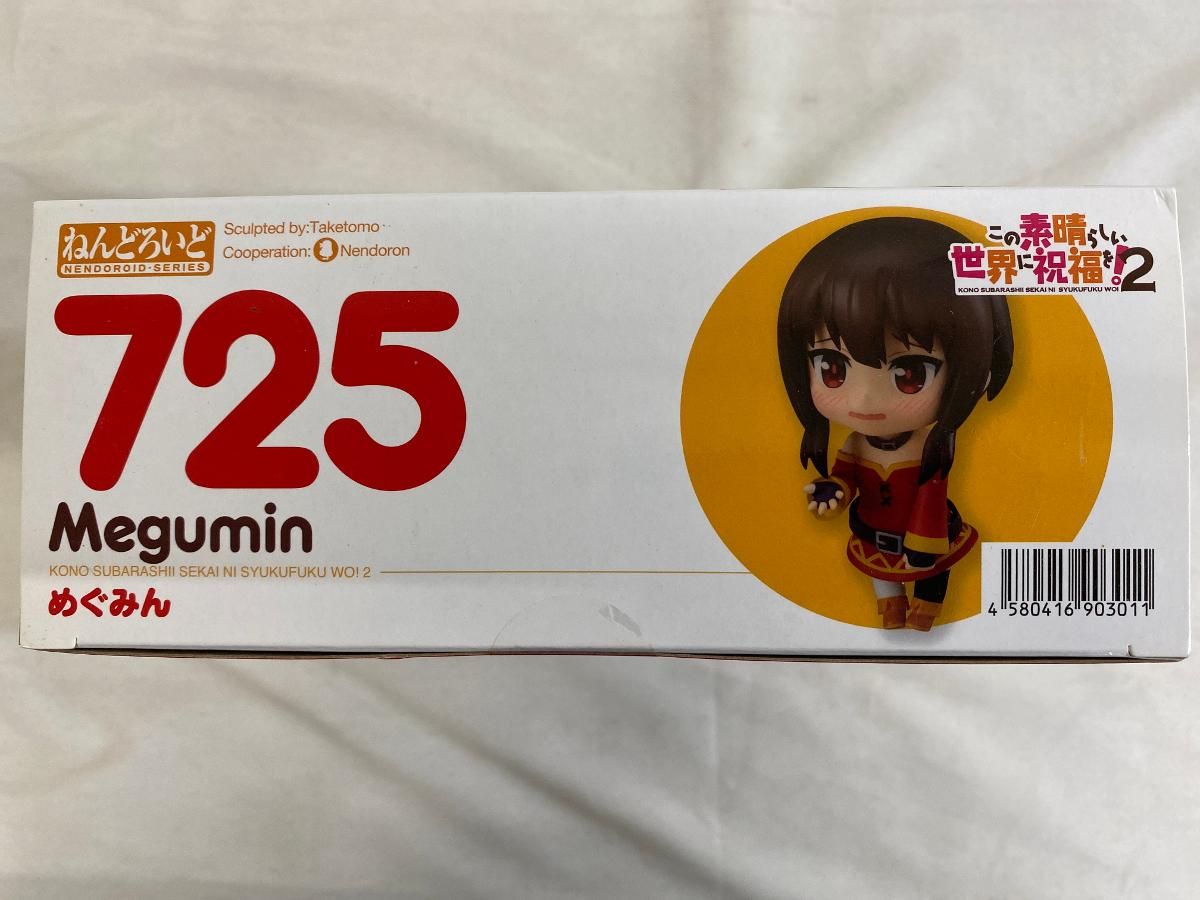 ねんどろいど
NENDOROID·SERIES
Sculpted by:Taketomo
Cooperation: Nendoron
725
Megumin
KONO SUBARASHII SEKAI NI SYUKUFUKU WO! 2
めぐみん
この素晴らしい
世界に祝福を!2
KONO SUBARASHII SEKAI NI SYUKUFUKU WO!
4 580416 903011